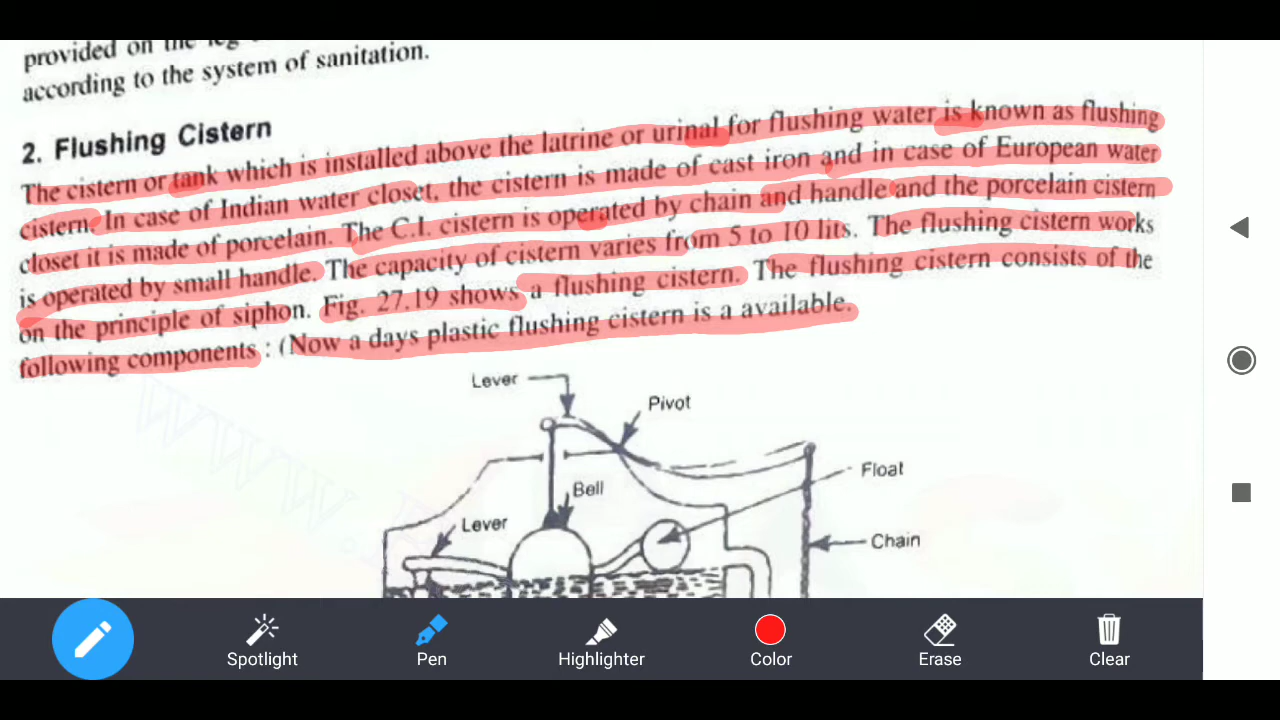 provided on the leg
according to the system of sanitation.
2. Flushing Cistern
The cistern or tank which is installed above the latrine or urinal for flushing water is known as flushing
cistern. In case of Indian water closet, the cistern is made of cast iron and in case of European water
closet it is made of porcelain. The C.I. cistern is operated by chain and handle and the porcelain cistern
is operated by small handle. The capacity of cistern varies from 5 to 10 lits. The flushing cistern works
on the principle of siphon. Fig. 27.19 shows a flushing cistern. The flushing cistern consists of the
following components : (Now a days plastic flushing cistern is a available.
Lever
Pivot
Float
Bell
Lever
Chain
Spotlight
Pen
Highlighter
Color
Erase
Clear